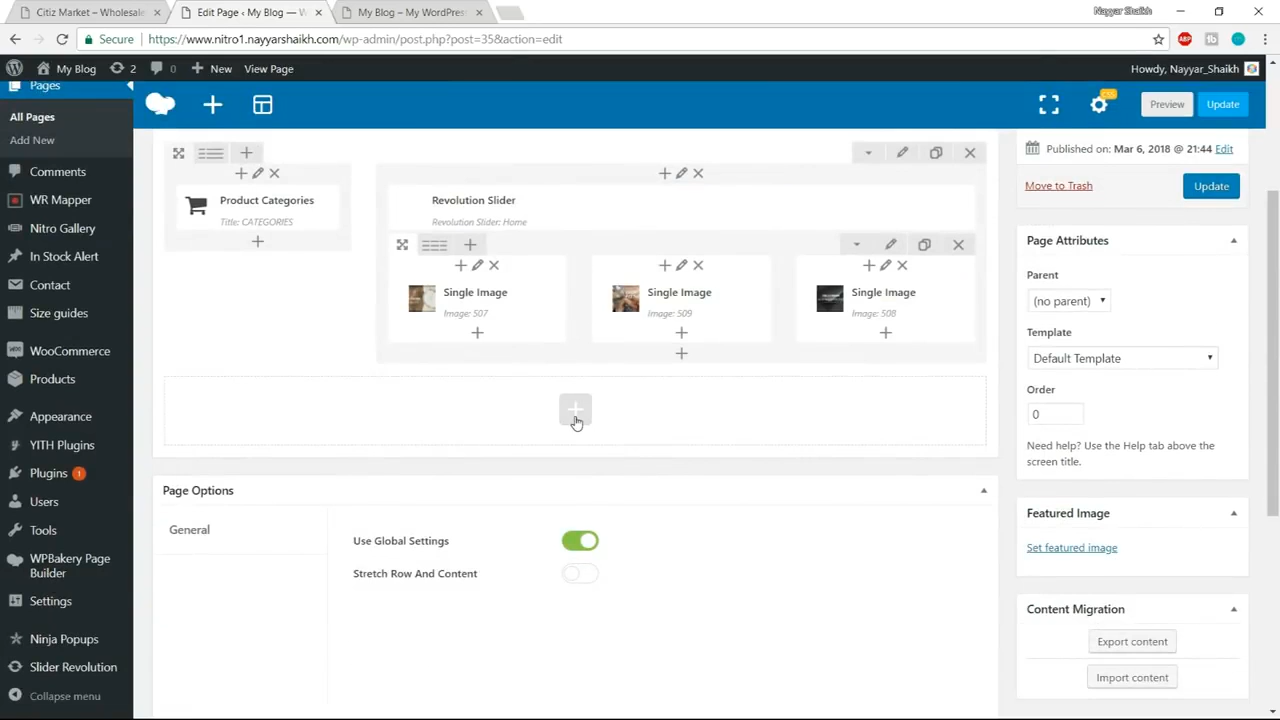 Citiz Market – Wholesale
Edit Page ‹ My Blog — W
My Blog – My WordPress
Nayyar Shaikh
Secure
https://www.nitro1.nayyarshaikh.com/wp-admin/post.php?post=35&action=edit
ABP
My Blog
2
0
New
View Page
Howdy, Nayyar_Shaikh
Pages
All Pages
Add New
Comments
WR Mapper
Nitro Gallery
In Stock Alert
Contact
Size guides
WooCommerce
Products
Appearance
YITH Plugins
Plugins 1
Users
Tools
WPBakery Page
Builder
Settings
Ninja Popups
Slider Revolution
Collapse menu
CSS
Preview
Update
Product Categories
Title: CATEGORIES
Revolution Slider
Revolution Slider: Home
Single Image
Image: 507
Single Image
Image: 509
Single Image
Image: 508
Page Options
General
Use Global Settings
Stretch Row And Content
Published on: Mar 6, 2018 @ 21:44 Edit
Move to Trash
Update
Page Attributes
Parent
(no parent)
Template
Default Template
Order
0
Need help? Use the Help tab above the
screen title.
Featured Image
Set featured image
Content Migration
Export content
Import content